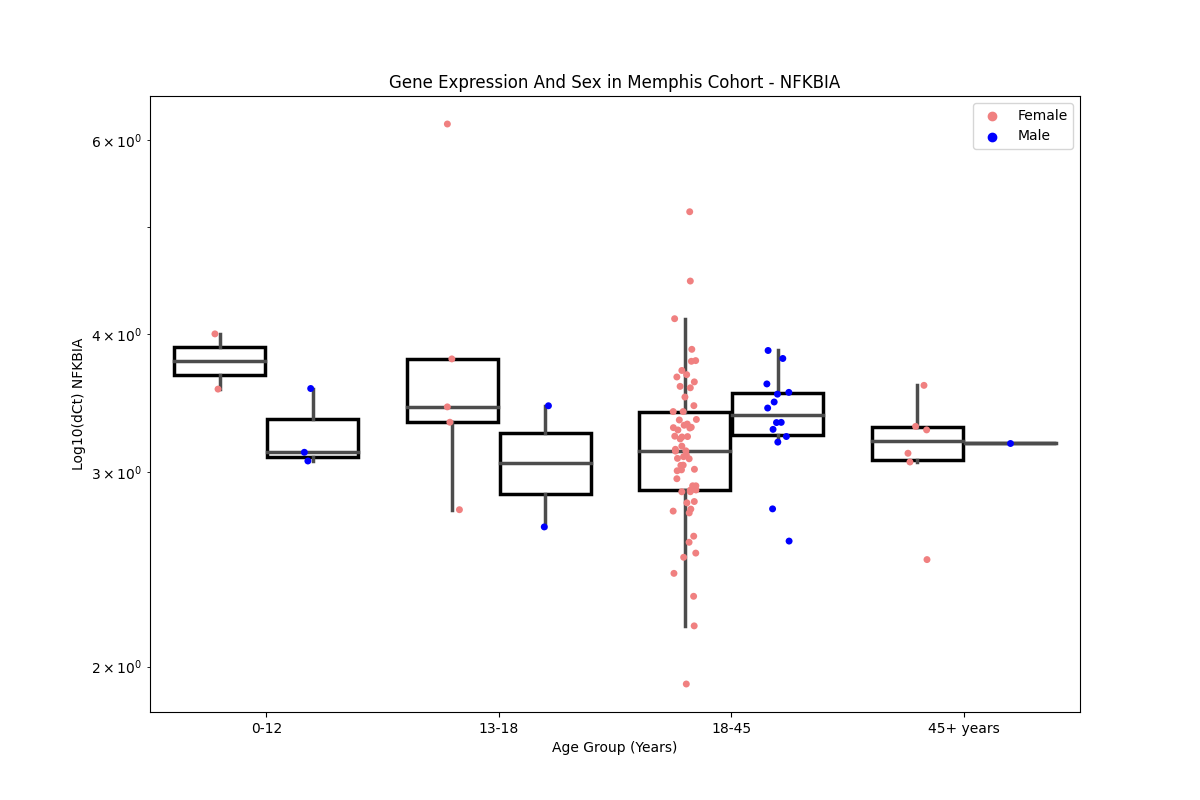 Gene Expression And Sex in Memphis Cohort - NFKBIA
Female
Male
Log10(dCt) NFKBIA
6 × 10⁰
4 × 10⁰
3 × 10⁰
2 × 10⁰
0-12
13-18
18-45
45+ years
Age Group (Years)